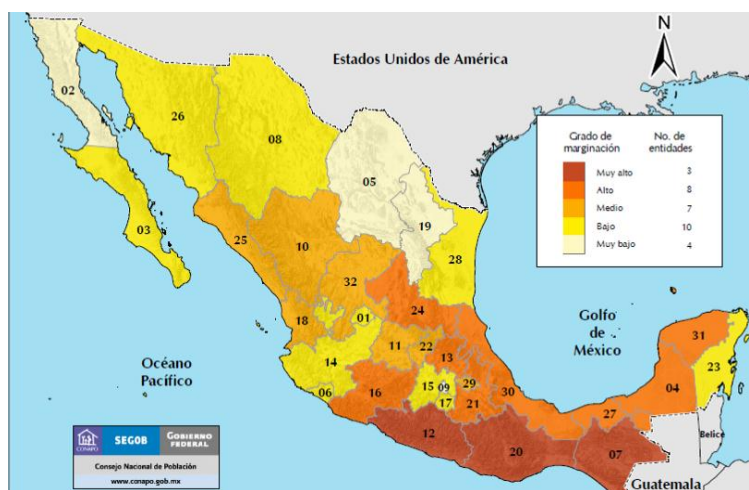 Estados Unidos de América
N
Grado de
marginación
No. de
entidades
Muy alto 3
Alto 8
Medio 7
Bajo 10
Muy bajo 4
02
26
08
05
03
19
25
10
28
32
24
18
01
Golfo
de
México
31
11
22
13
Océano
Pacífico
14
23
15
09
29
04
06
16
17
21
30
27
12
20
07
Belice
Guatemala
CONAPO
SEGOB
GOBIERNO
FEDERAL
Consejo Nacional de Población
www.conapo.gob.mx